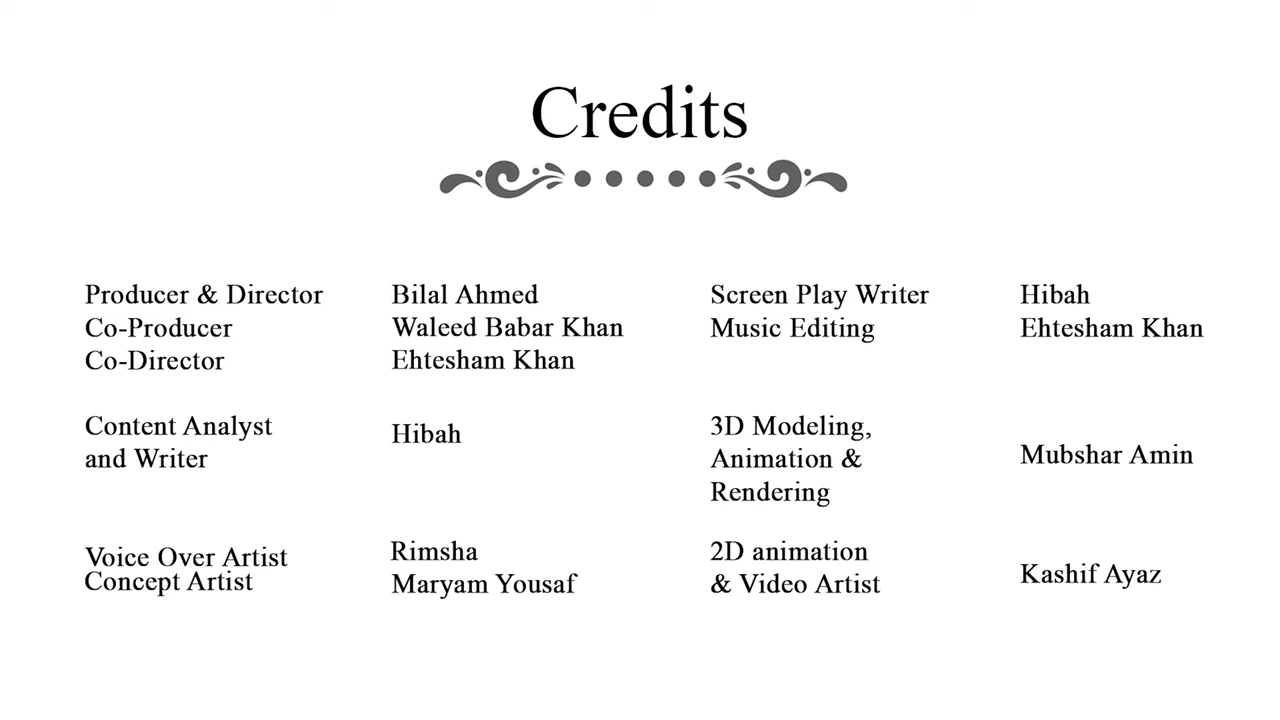 Credits
Producer & Director Bilal Ahmed
Co-Producer Waleed Babar Khan
Co-Director Ehtesham Khan
Content Analyst
and Writer
Hibah
Voice Over Artist Rimsha
Concept Artist Maryam Yousaf
Screen Play Writer Hibah
Music Editing Ehtesham Khan
3D Modeling,
Animation &
Rendering
Mubshar Amin
2D animation
& Video Artist
Kashif Ayaz